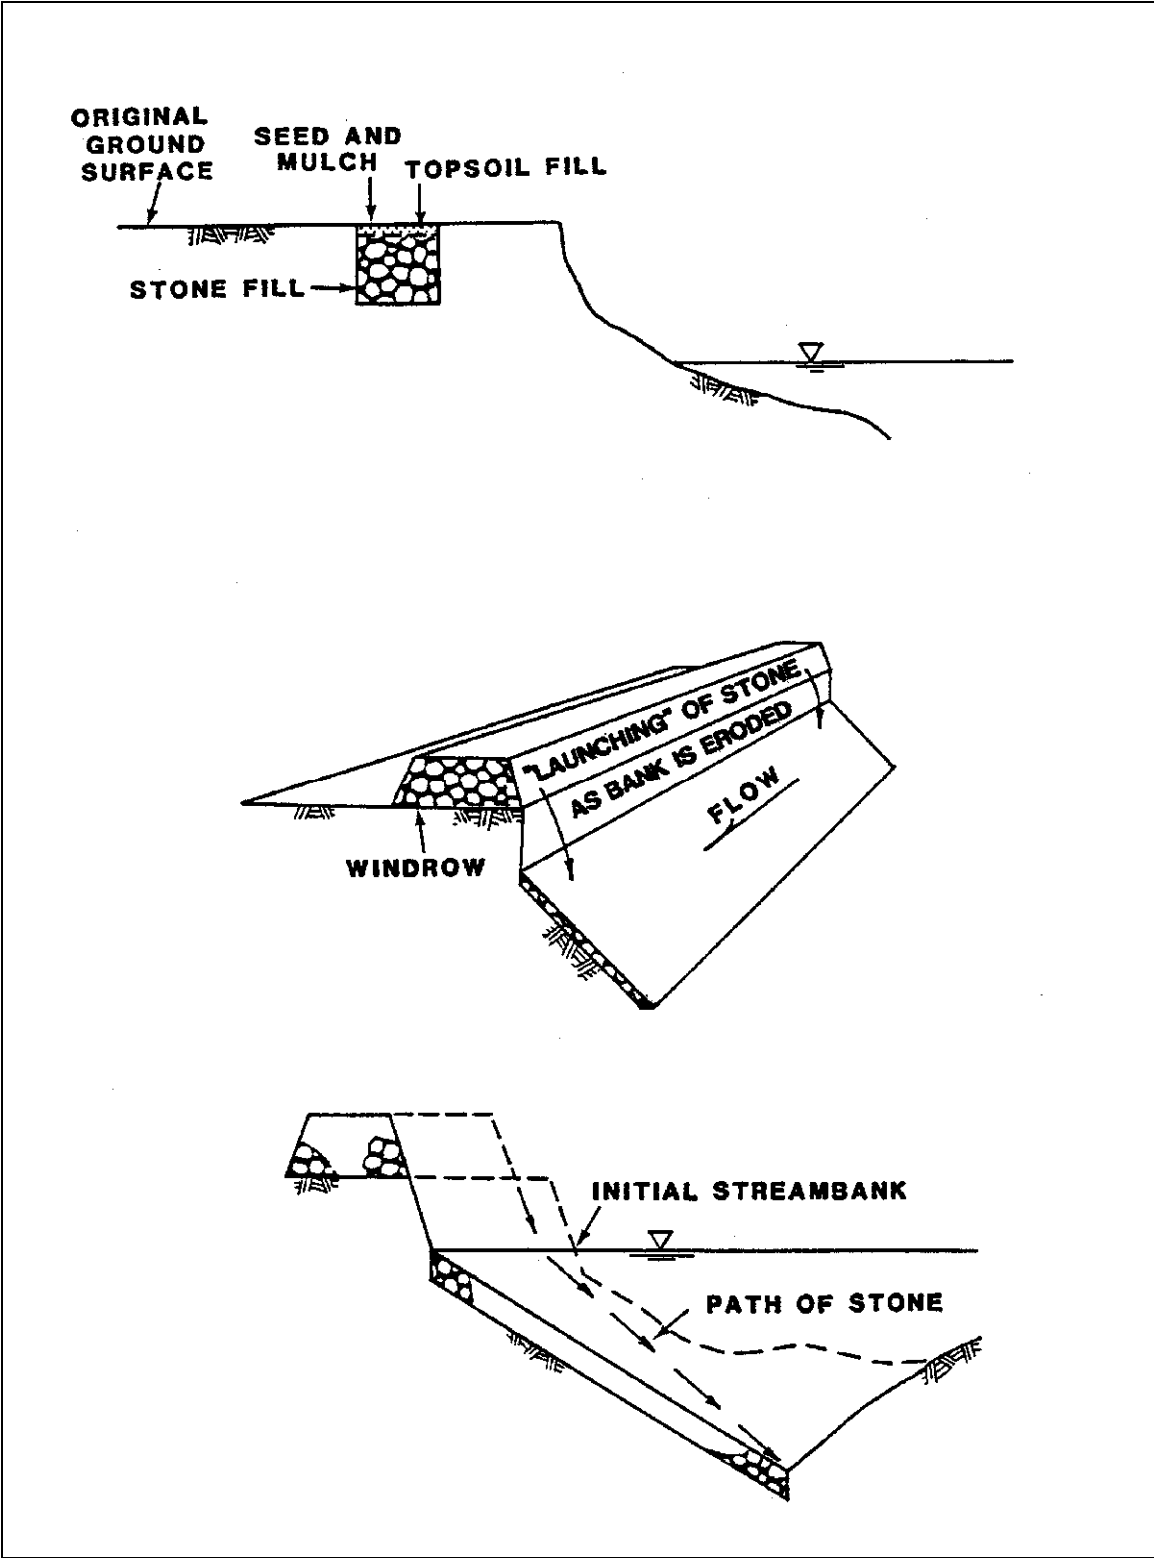 ORIGINAL
GROUND
SURFACE
SEED AND
MULCH
TOPSOIL FILL
STONE FILL
"LAUNCHING" OF STONE
AS BANK IS ERODED
FLOW
WINDROW
INITIAL STREAMBANK
PATH OF STONE